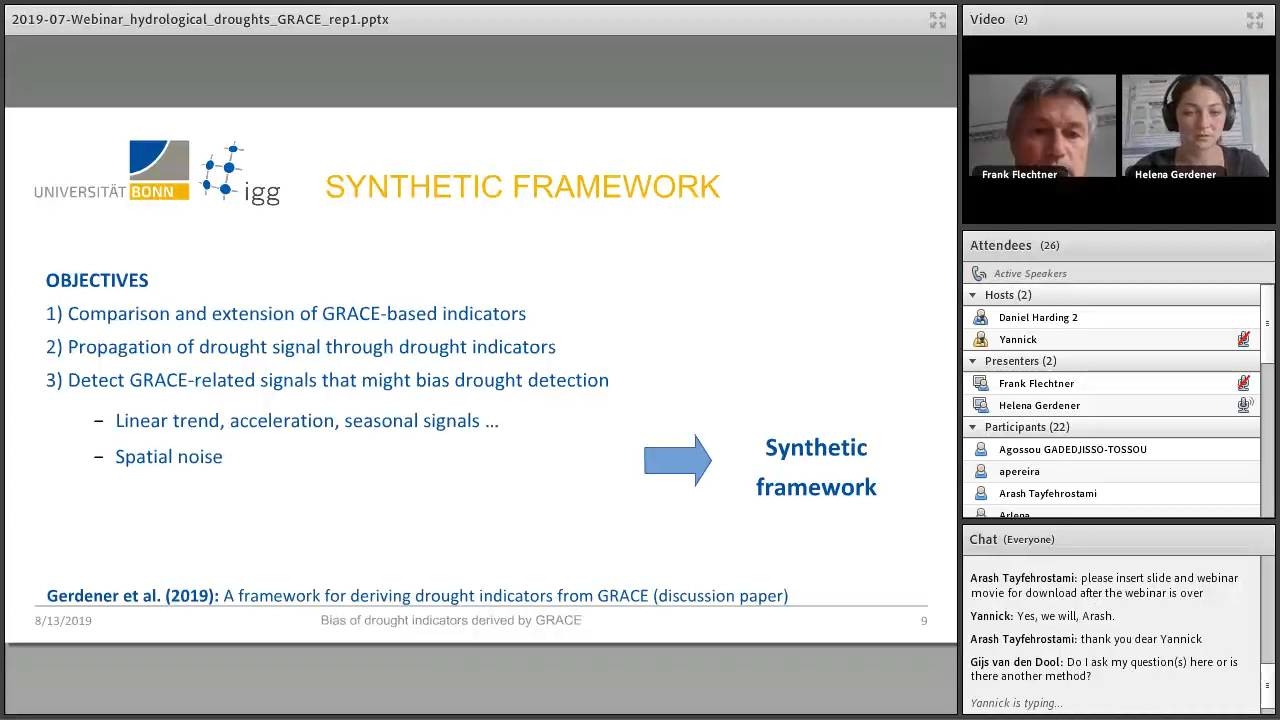 2019-07-Webinar_hydrological_droughts_GRACE_rep1.pptx
UNIVERSITÄT BONN
igg
SYNTHETIC FRAMEWORK
OBJECTIVES
1) Comparison and extension of GRACE-based indicators
2) Propagation of drought signal through drought indicators
3) Detect GRACE-related signals that might bias drought detection
– Linear trend, acceleration, seasonal signals ...
– Spatial noise
Synthetic
framework
Gerdener et al. (2019): A framework for deriving drought indicators from GRACE (discussion paper)
8/13/2019
Bias of drought indicators derived by GRACE
9
Video (2)
Frank Flechtner
Helena Gerdener
Attendees (26)
Active Speakers
Hosts (2)
Daniel Harding 2
Yannick
Presenters (2)
Frank Flechtner
Helena Gerdener
Participants (22)
Agossou GADEDJISSO-TOSSOU
apereira
Arash Tayfehrostami
Arlena
Chat (Everyone)
Arash Tayfehrostami: please insert slide and webinar
movie for download after the webinar is over
Yannick: Yes, we will, Arash.
Arash Tayfehrostami: thank you dear Yannick
Gijs van den Dool: Do I ask my question(s) here or is
there another method?
Yannick is typing...